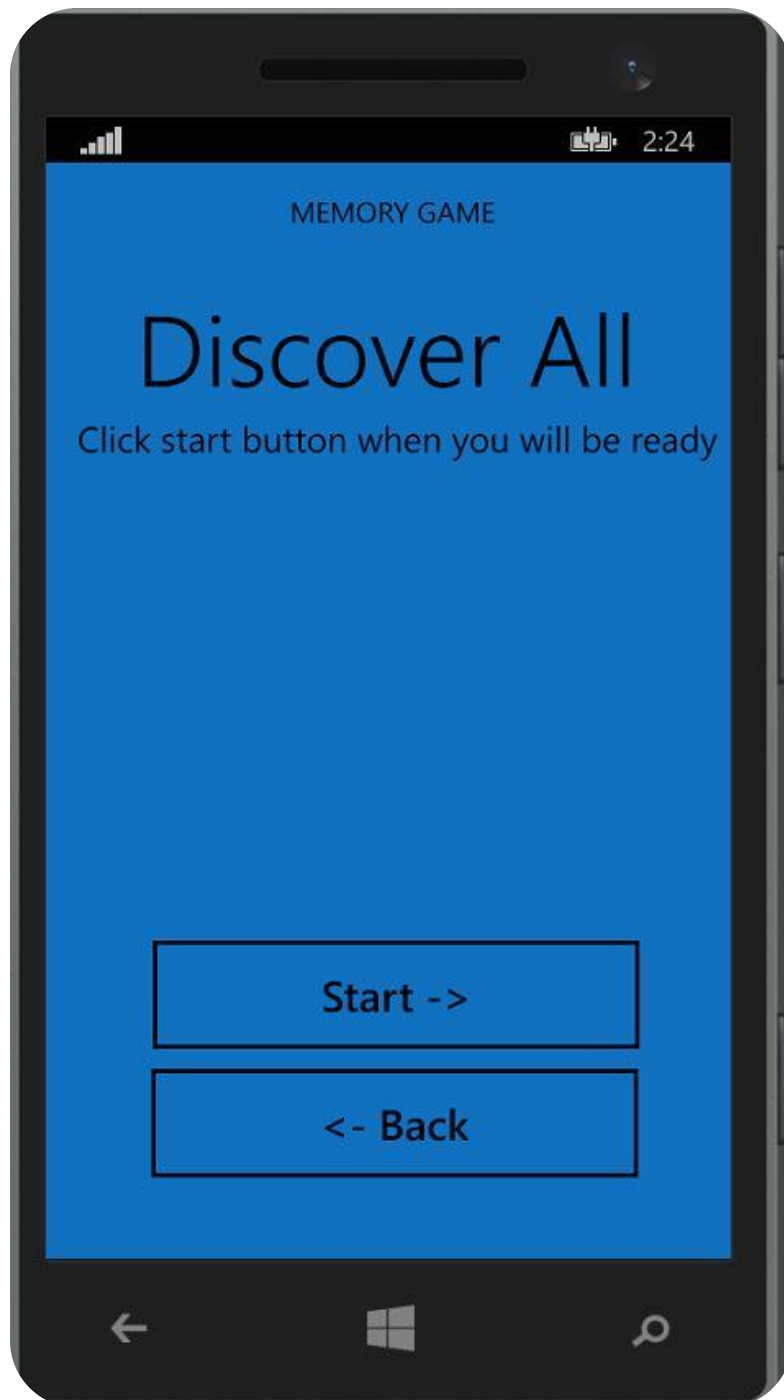 2:24
MEMORY GAME
Discover All
Click start button when you will be ready
Start ->
<- Back